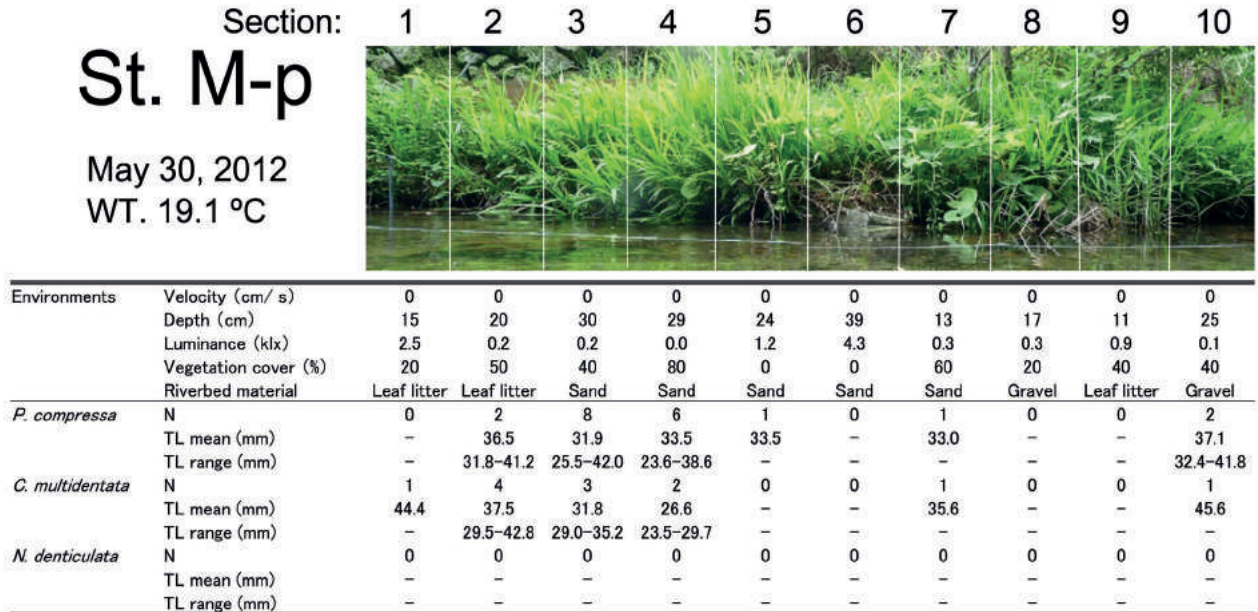 Section: 1 2 3 4 5 6 7 8 9 10
St. M-p
May 30, 2012
WT. 19.1 ºC
Environments Velocity (cm/ s) 0 0 0 0 0 0 0 0 0 0
Depth (cm) 15 20 30 29 24 39 13 17 11 25
Luminance (klx) 2.5 0.2 0.2 0.0 1.2 4.3 0.3 0.3 0.9 0.1
Vegetation cover (%) 20 50 40 80 0 0 60 20 40 40
Riverbed material Leaf litter Leaf litter Sand Sand Sand Sand Sand Gravel Leaf litter Gravel
P. compressa N 0 2 8 6 1 0 1 0 0 2
TL mean (mm) – 36.5 31.9 33.5 33.5 – 33.0 – – 37.1
TL range (mm) – 31.8–41.2 25.5–42.0 23.6–38.6 – – – – – 32.4–41.8
C. multidentata N 1 4 3 2 0 0 1 0 0 1
TL mean (mm) 44.4 37.5 31.8 26.6 – – 35.6 – – 45.6
TL range (mm) – 29.5–42.8 29.0–35.2 23.5–29.7 – – – – – –
N. denticulata N 0 0 0 0 0 0 0 0 0 0
TL mean (mm) – – – – – – – – – –
TL range (mm) – – – – – – – – – –